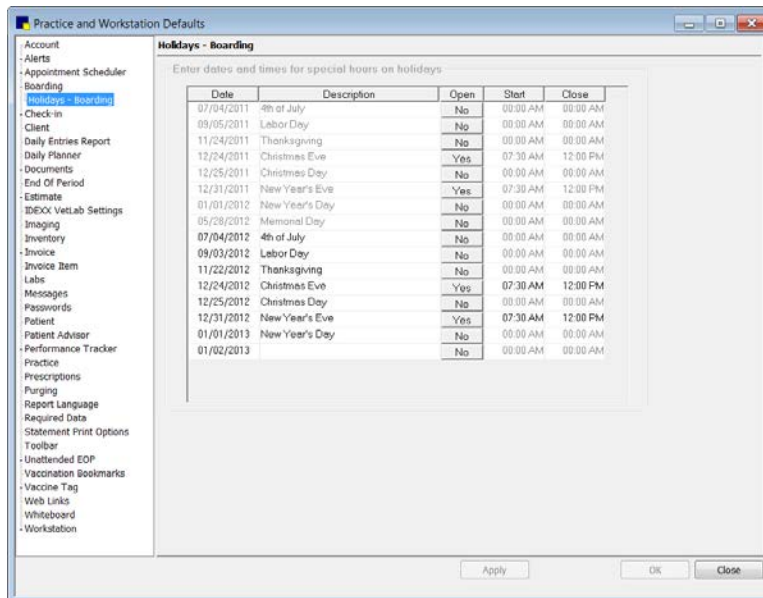 Practice and Workstation Defaults
Account
Alerts
Appointment Scheduler
Boarding
Holidays - Boarding
Check-in
Client
Daily Entries Report
Daily Planner
Documents
End Of Period
Estimate
IDEXX VetLab Settings
Imaging
Inventory
Invoice
Invoice Item
Labs
Messages
Passwords
Patient
Patient Advisor
Performance Tracker
Practice
Prescriptions
Purging
Report Language
Required Data
Statement Print Options
Toolbar
Unattended EOP
Vaccination Bookmarks
Vaccine Tag
Web Links
Whiteboard
Workstation
Holidays - Boarding
Enter dates and times for special hours on holidays
Date Description Open Start Close
07/04/2011 4th of July No 00:00 AM 00:00 AM
09/05/2011 Labor Day No 00:00 AM 00:00 AM
11/24/2011 Thanksgiving No 00:00 AM 00:00 AM
12/24/2011 Christmas Eve Yes 07:30 AM 12:00 PM
12/25/2011 Christmas Day No 00:00 AM 00:00 AM
12/31/2011 New Year's Eve Yes 07:30 AM 12:00 PM
01/01/2012 New Year's Day No 00:00 AM 00:00 AM
05/28/2012 Memorial Day No 00:00 AM 00:00 AM
07/04/2012 4th of July No 00:00 AM 00:00 AM
09/03/2012 Labor Day No 00:00 AM 00:00 AM
11/22/2012 Thanksgiving No 00:00 AM 00:00 AM
12/24/2012 Christmas Eve Yes 07:30 AM 12:00 PM
12/25/2012 Christmas Day No 00:00 AM 00:00 AM
12/31/2012 New Year's Eve Yes 07:30 AM 12:00 PM
01/01/2013 New Year's Day No 00:00 AM 00:00 AM
01/02/2013 No 00:00 AM 00:00 AM
Apply OK Close